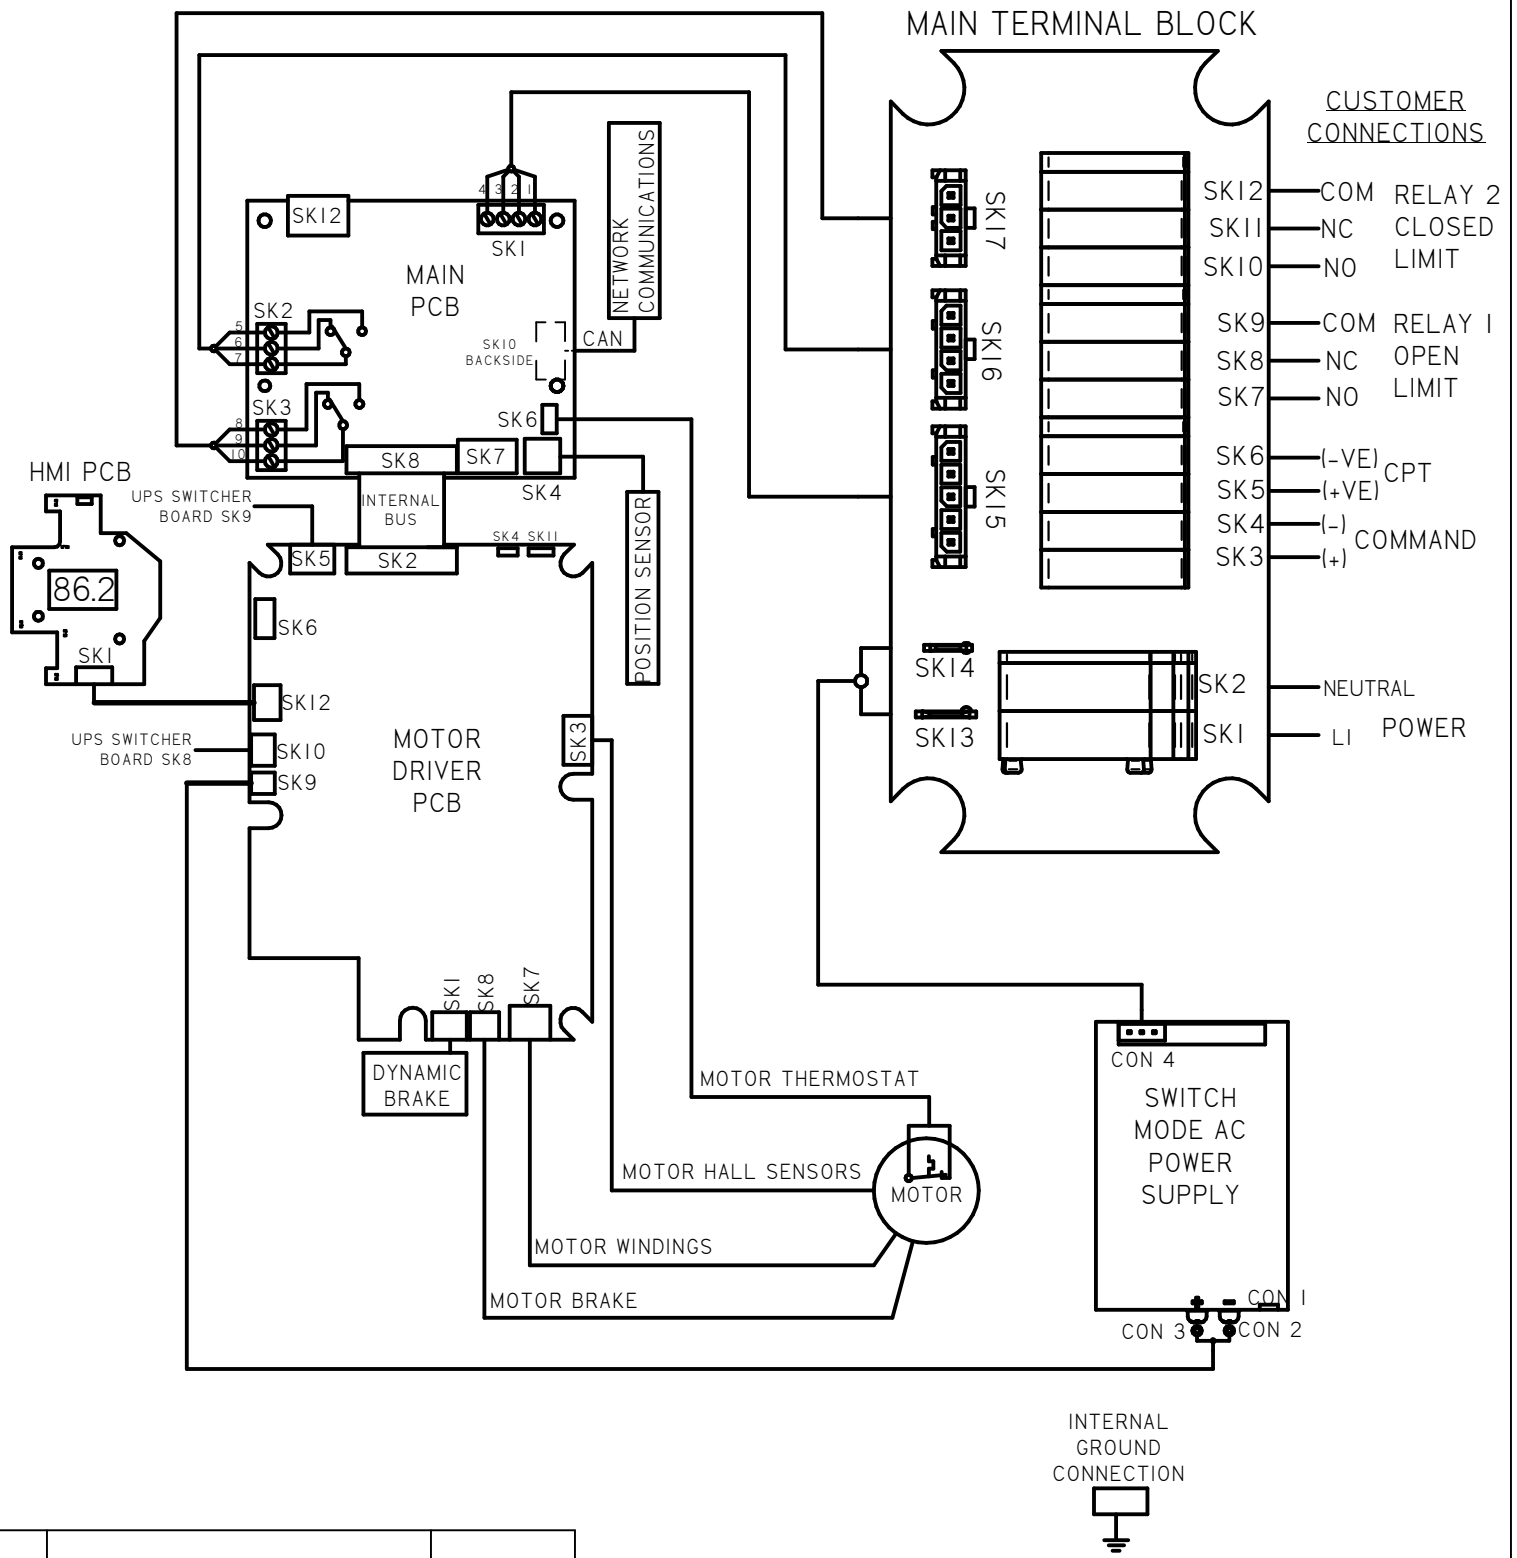 MAIN TERMINAL BLOCK
CUSTOMER
CONNECTIONS
SK12
COM
RELAY 2
SK11
NC
CLOSED
SK10
NO
LIMIT
SK9
COM
RELAY 1
SK8
NC
OPEN
SK7
NO
LIMIT
SK6
(-VE)
CPT
SK5
(+VE)
SK4
(-)
COMMAND
SK3
(+)
SK2
NEUTRAL
SK1
L1
POWER
SK17
SK16
SK15
SK14
SK13
NETWORK
COMMUNICATIONS
4 3 2 1
SK12
SK1
MAIN
PCB
SK2
5
6
7
SK10
BACKSIDE
CAN
SK3
8
9
10
SK6
SK8
SK7
SK4
HMI PCB
86.2
SK1
UPS SWITCHER
BOARD SK9
INTERNAL
BUS
SK4 SK11
SK5
SK2
POSITION SENSOR
SK6
SK12
UPS SWITCHER
BOARD SK8
SK10
SK9
MOTOR
DRIVER
PCB
SK3
SK1
SK8
SK7
DYNAMIC
BRAKE
MOTOR THERMOSTAT
MOTOR HALL SENSORS
MOTOR
MOTOR WINDINGS
MOTOR BRAKE
CON 4
SWITCH
MODE AC
POWER
SUPPLY
+ -
CON 1
CON 3
CON 2
INTERNAL
GROUND
CONNECTION